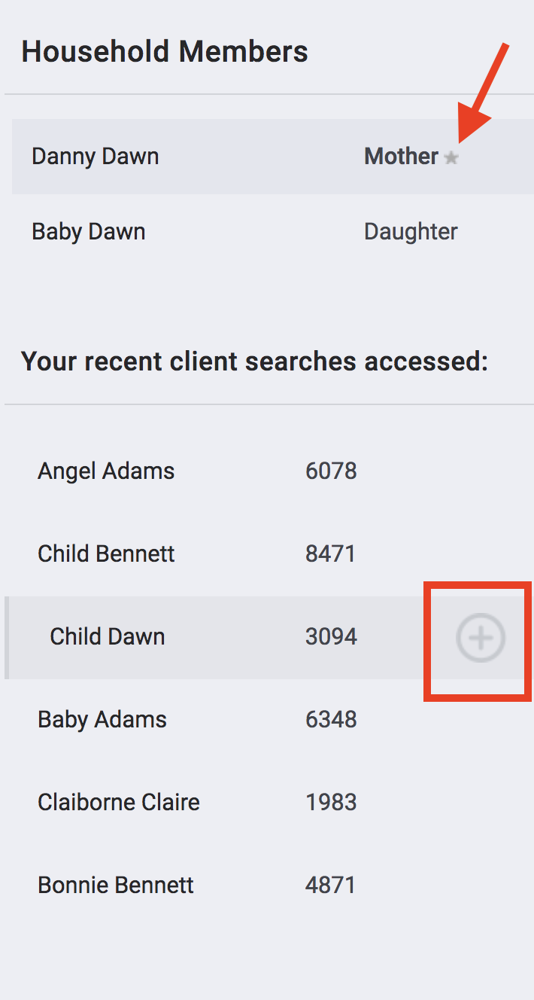 Household Members
Danny Dawn Mother
Baby Dawn Daughter
Your recent client searches accessed:
Angel Adams 6078
Child Bennett 8471
Child Dawn 3094
Baby Adams 6348
Claiborne Claire 1983
Bonnie Bennett 4871